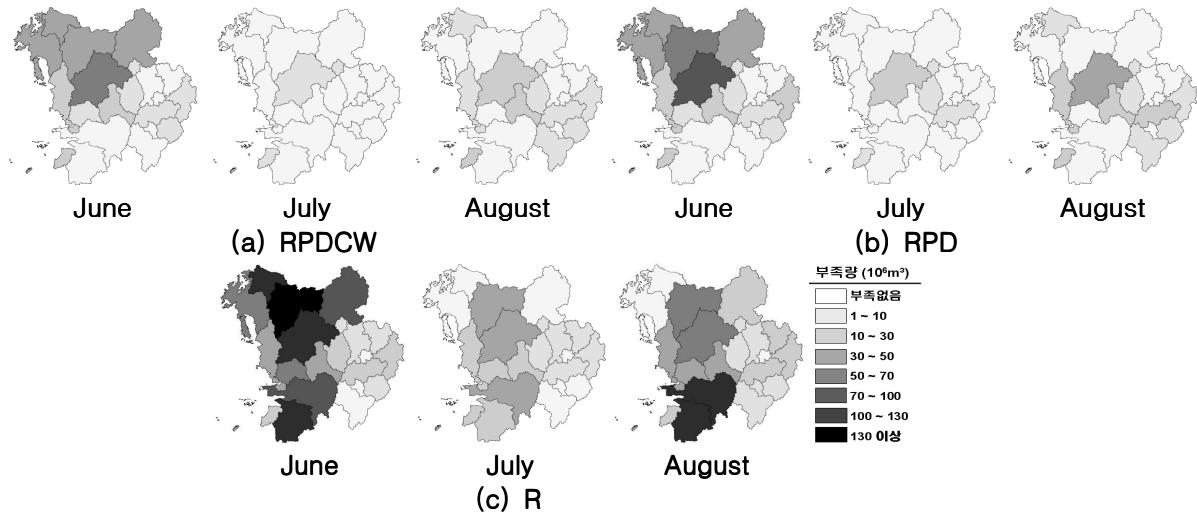 June July August June July August
(a) RPDCW (b) RPD
부족량 (10⁶m³)
부족없음
1 ~ 10
10 ~ 30
30 ~ 50
50 ~ 70
70 ~ 100
100 ~ 130
130 이상
June July August
(c) R